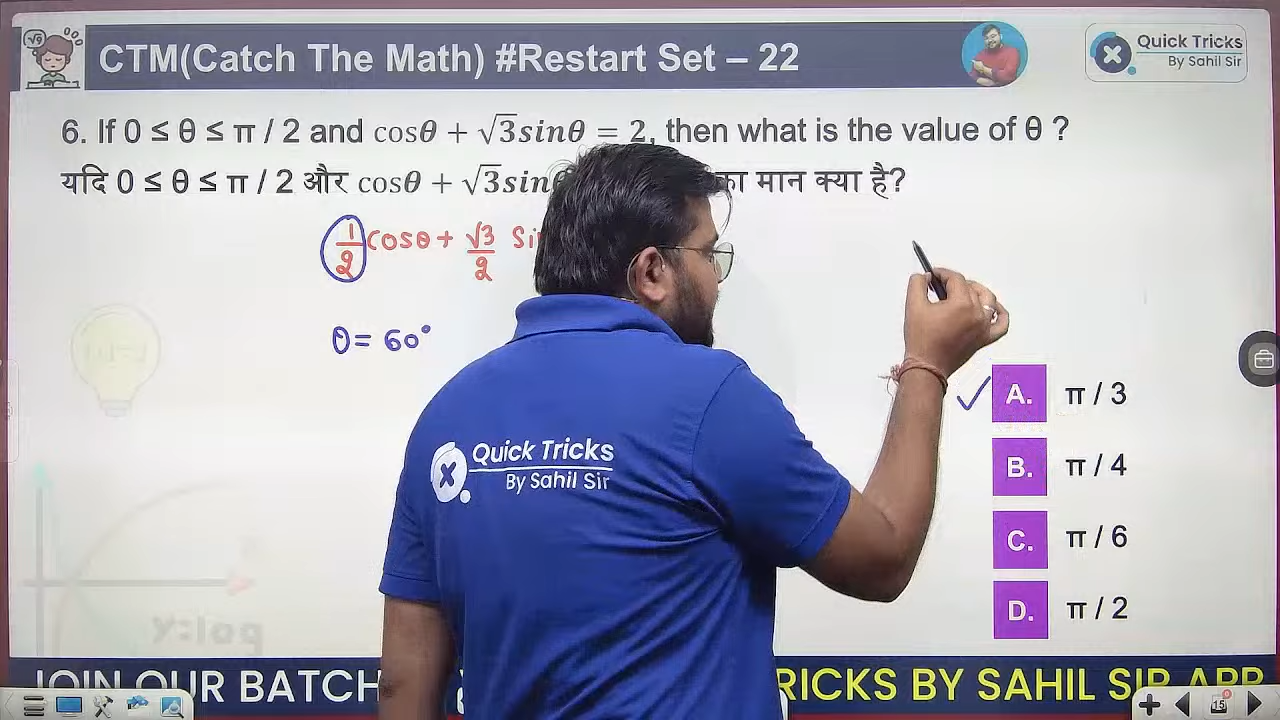 CTM(Catch The Math) #Restart Set – 22
Quick Tricks
By Sahil Sir
6. If 0 ≤ θ ≤ π / 2 and cosθ + √3sinθ = 2, then what is the value of θ ?
यदि 0 ≤ θ ≤ π / 2 और cosθ + √3sin का मान क्या है?
1/2 cosθ + √3/2
θ = 60°
Quick Tricks
By Sahil Sir
A. π / 3
B. π / 4
C. π / 6
D. π / 2
JOIN OUR BATCH RICKS BY SAHIL SIR APP
15